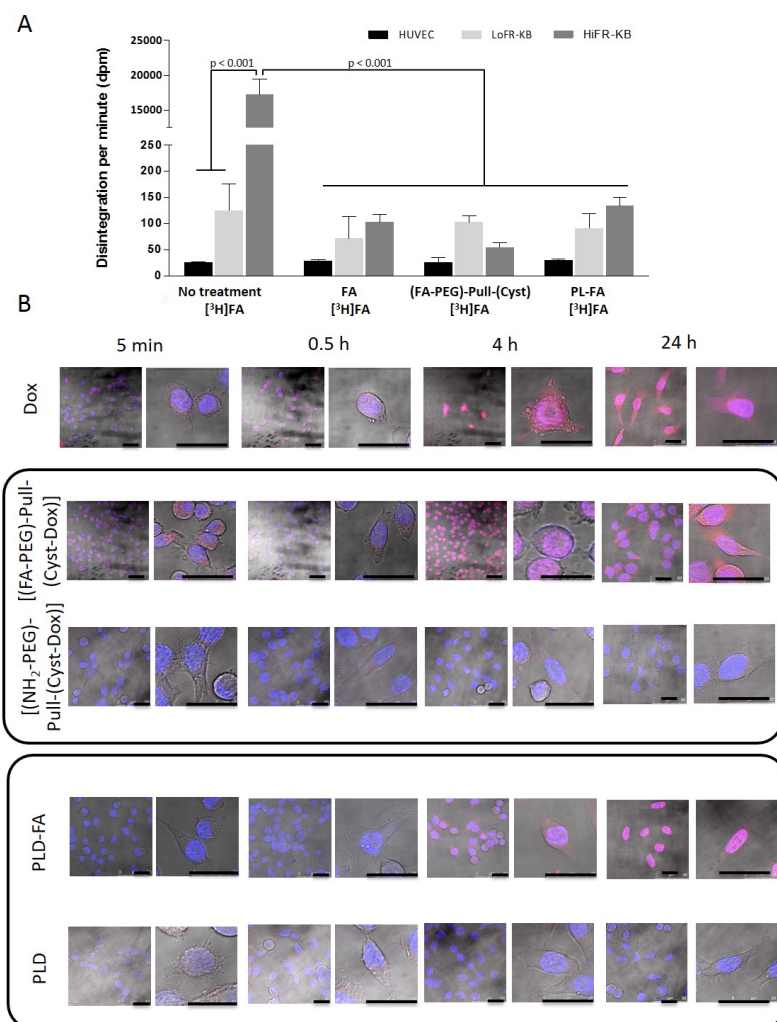 A
HUVEC LoFR-KB HiFR-KB
Disintegration per minute (dpm)
25000
20000
15000
250
200
150
100
50
0
p < 0.001
p < 0.001
No treatment
[³H]FA
FA
[³H]FA
(FA-PEG)-Pull-(Cyst)
[³H]FA
PL-FA
[³H]FA
B
5 min 0.5 h 4 h 24 h
Dox
[(FA-PEG)-Pull-
(Cyst-Dox)]
[(NH₂-PEG)-
Pull-(Cyst-Dox)]
PLD-FA
PLD